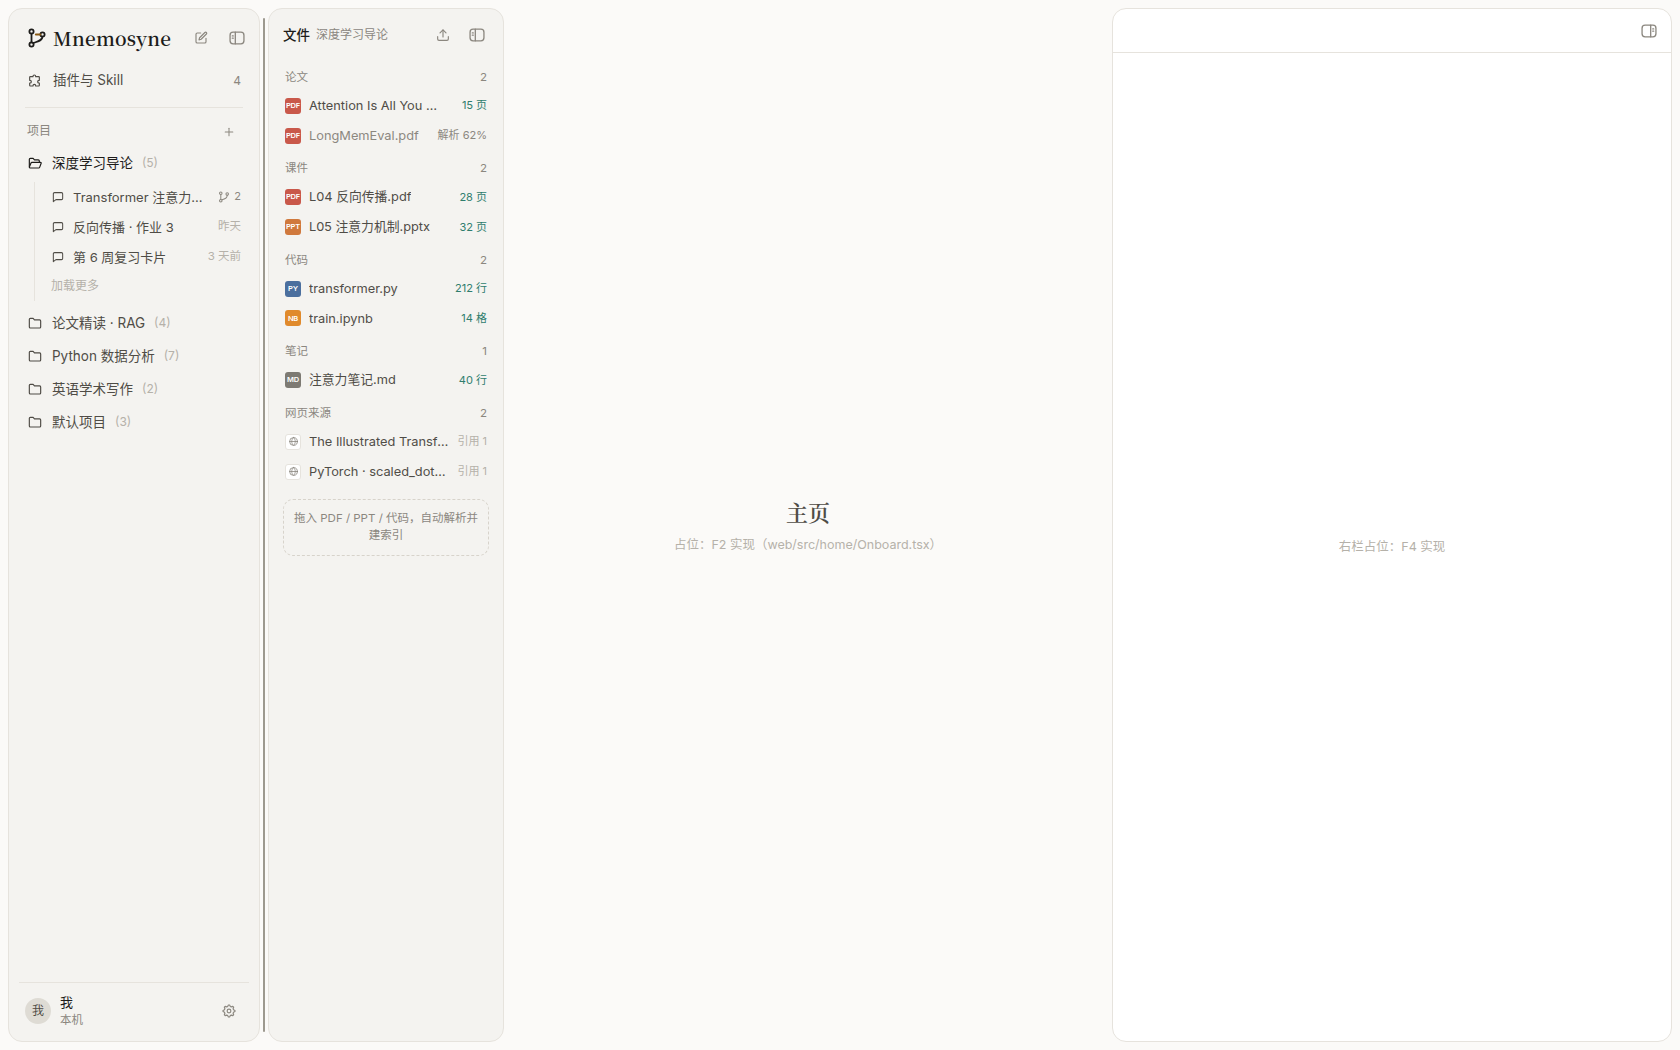 Mnemosyne
插件与 Skill 4
项目
深度学习导论 (5)
Transformer 注意力... 2
反向传播 · 作业 3 昨天
第 6 周复习卡片 3 天前
加载更多
论文精读 · RAG (4)
Python 数据分析 (7)
英语学术写作 (2)
默认项目 (3)
我
我
本机
文件 深度学习导论
论文 2
PDF Attention Is All You ... 15 页
PDF LongMemEval.pdf 解析 62%
课件 2
PDF L04 反向传播.pdf 28 页
PPT L05 注意力机制.pptx 32 页
代码 2
PY transformer.py 212 行
NB train.ipynb 14 格
笔记 1
MD 注意力笔记.md 40 行
网页来源 2
The Illustrated Transf... 引用 1
PyTorch · scaled_dot... 引用 1
拖入 PDF / PPT / 代码，自动解析并
建索引
主页
占位：F2 实现（web/src/home/Onboard.tsx）
右栏占位：F4 实现